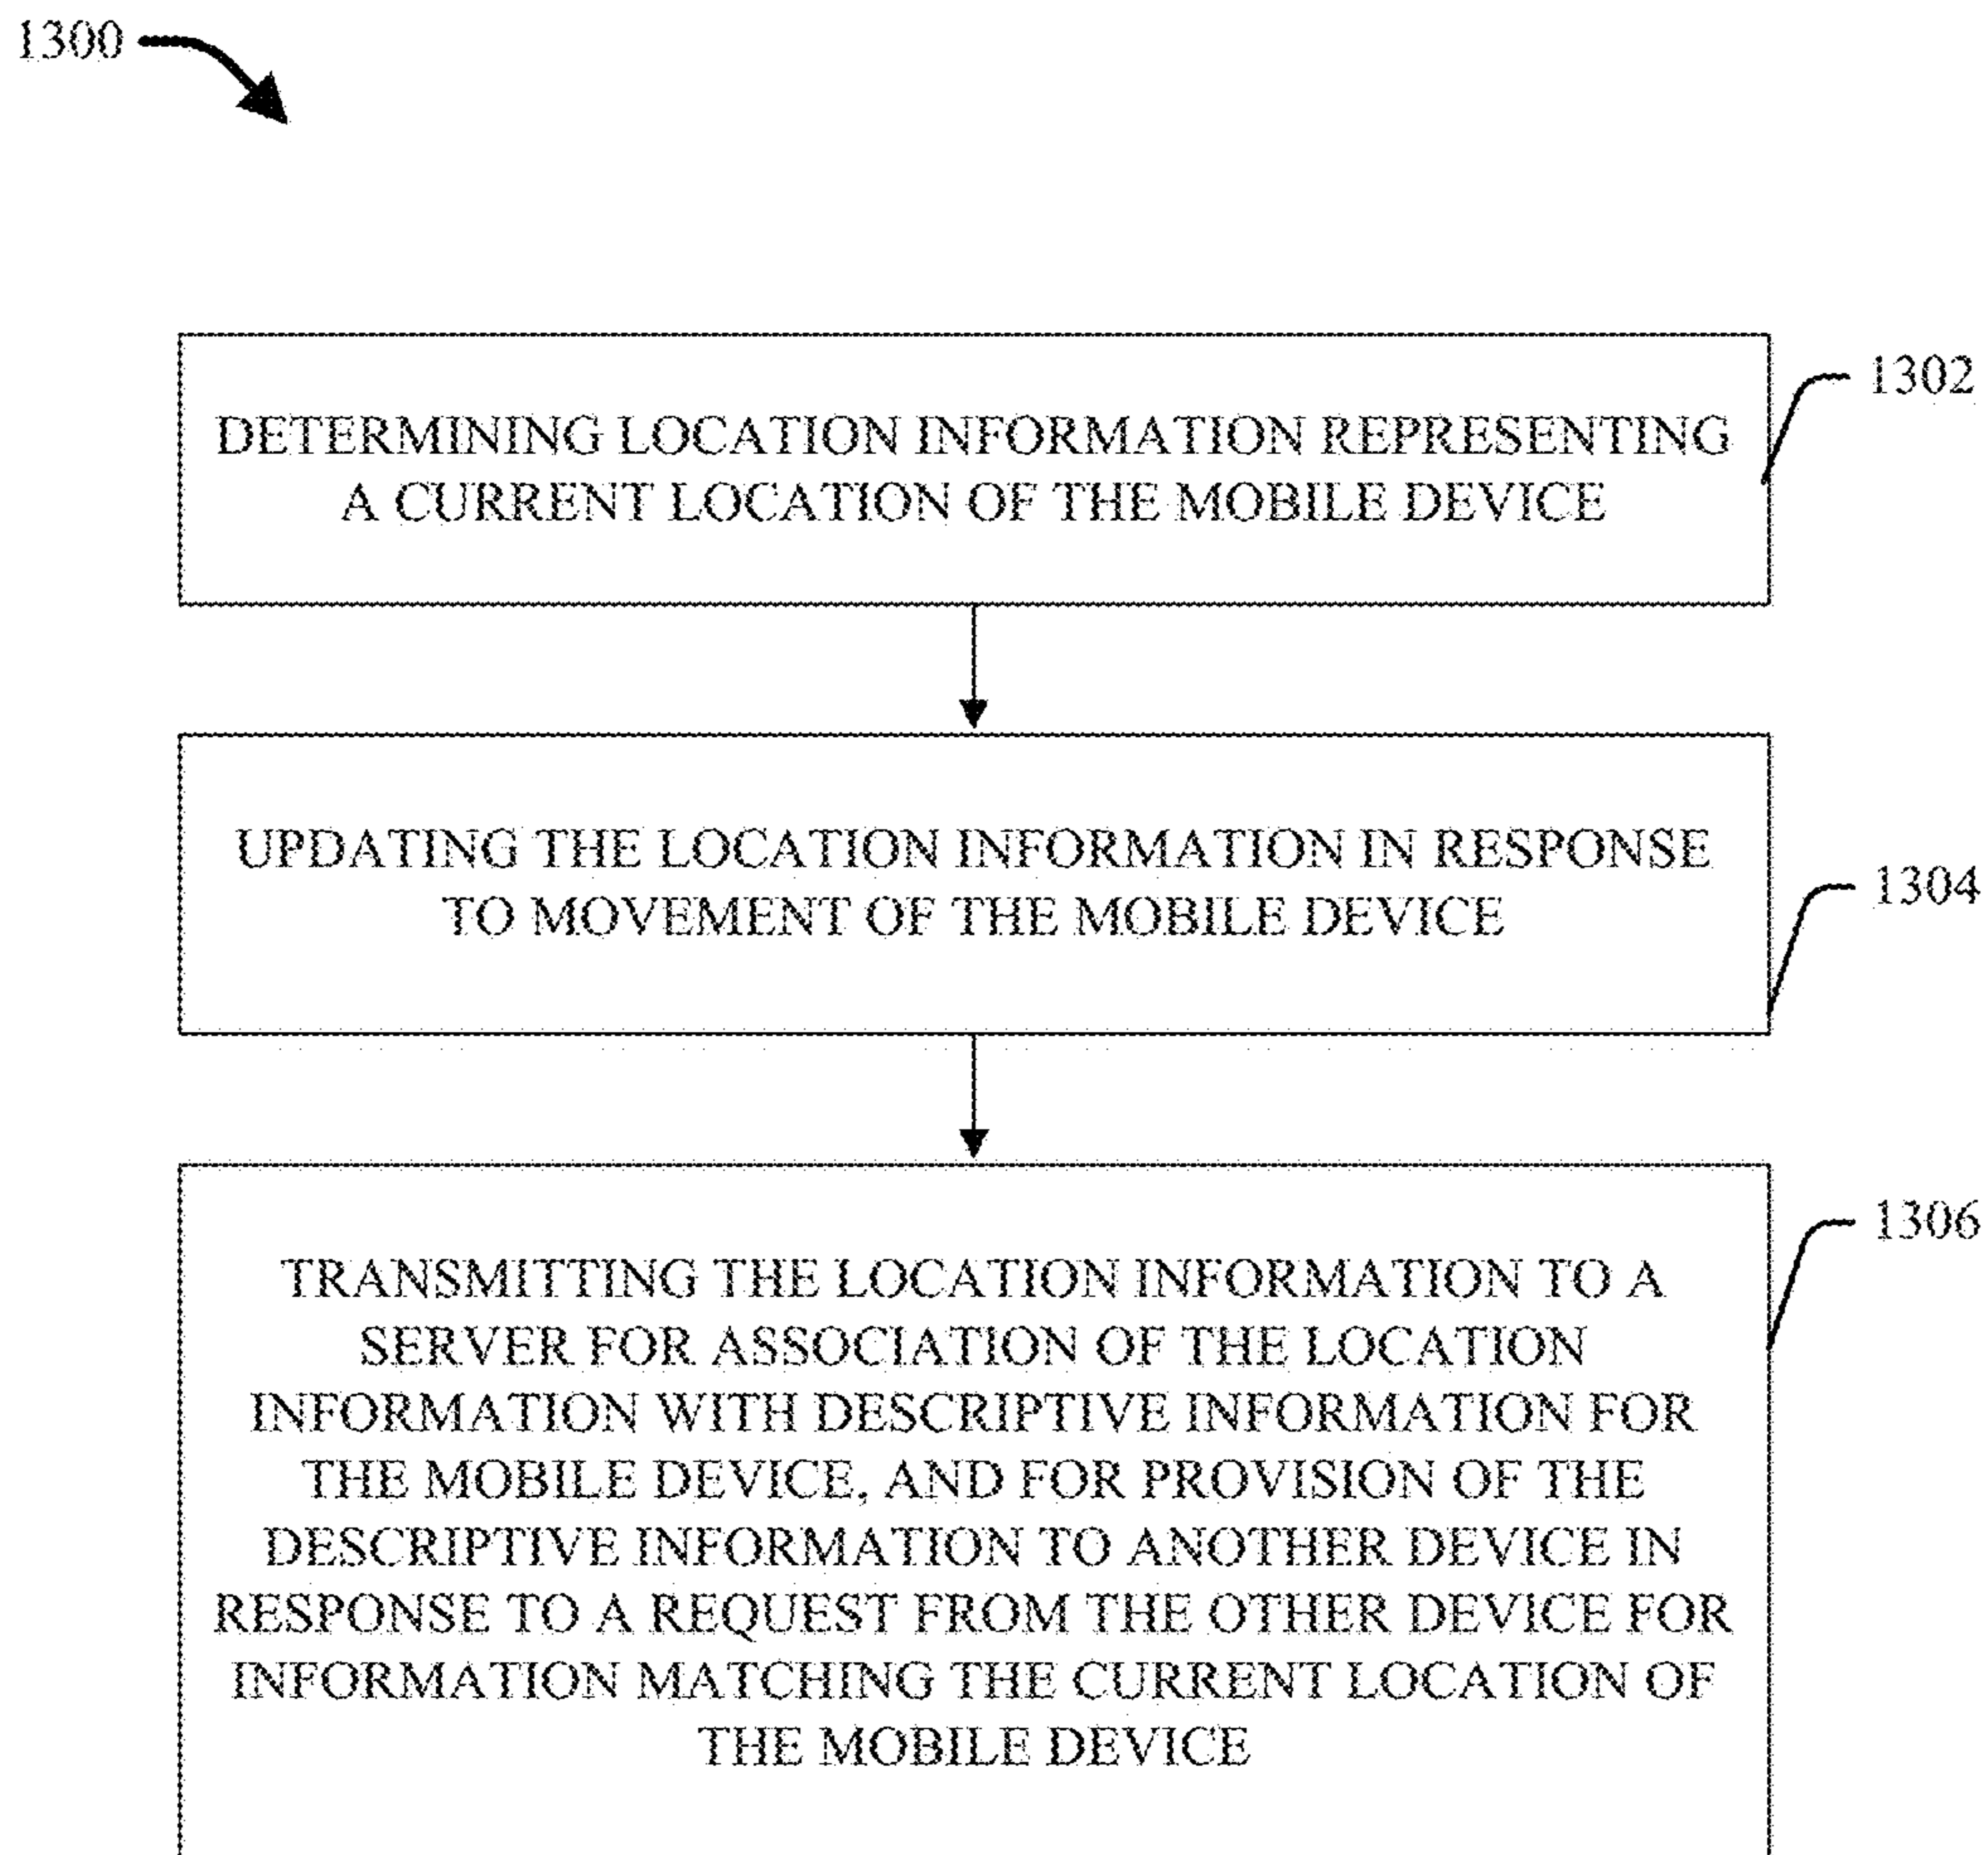 1300
1302
DETERMINING LOCATION INFORMATION REPRESENTING
A CURRENT LOCATION OF THE MOBILE DEVICE
UPDATING THE LOCATION INFORMATION IN RESPONSE
TO MOVEMENT OF THE MOBILE DEVICE
1304
1306
TRANSMITTING THE LOCATION INFORMATION TO A
SERVER FOR ASSOCIATION OF THE LOCATION
INFORMATION WITH DESCRIPTIVE INFORMATION FOR
THE MOBILE DEVICE, AND FOR PROVISION OF THE
DESCRIPTIVE INFORMATION TO ANOTHER DEVICE IN
RESPONSE TO A REQUEST FROM THE OTHER DEVICE FOR
INFORMATION MATCHING THE CURRENT LOCATION OF
THE MOBILE DEVICE